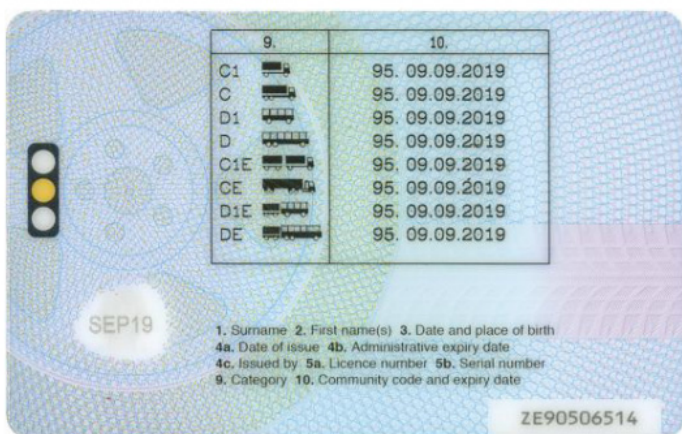 9. 10.
C1 95. 09.09.2019
C 95. 09.09.2019
D1 95. 09.09.2019
D 95. 09.09.2019
C1E 95. 09.09.2019
CE 95. 09.09.2019
D1E 95. 09.09.2019
DE 95. 09.09.2019
SEP19
1. Surname 2. First name(s) 3. Date and place of birth
4a. Date of issue 4b. Administrative expiry date
4c. Issued by 5a. Licence number 5b. Serial number
9. Category 10. Community code and expiry date
ZE90506514